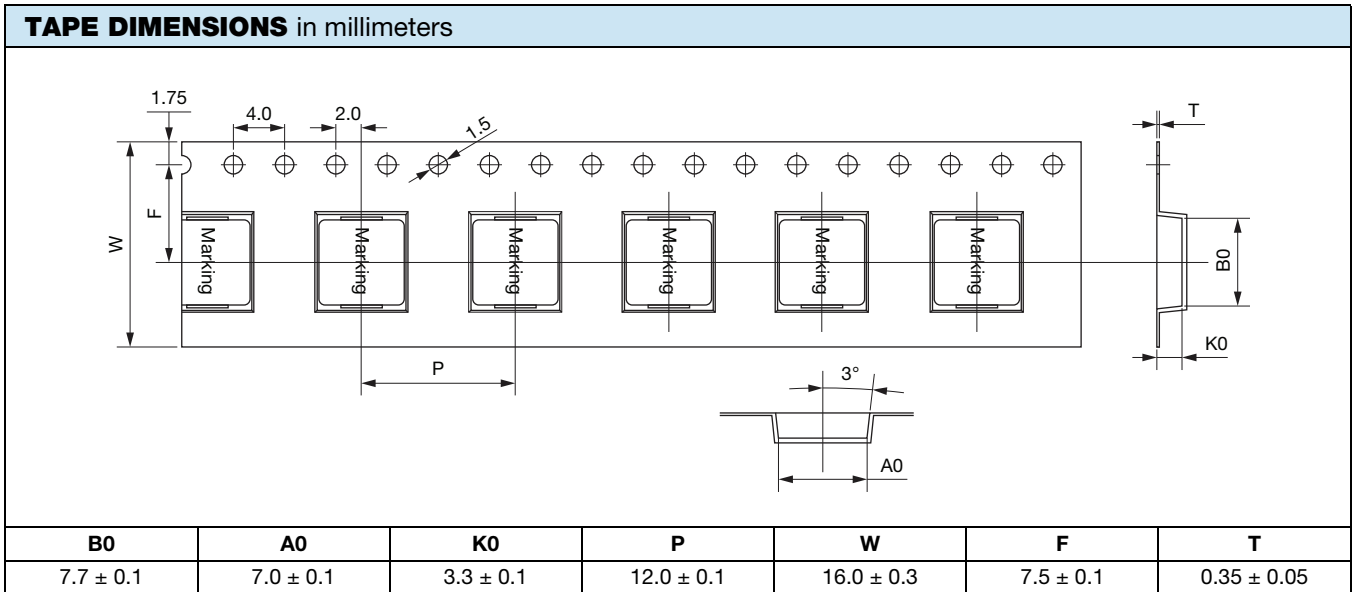 TAPE DIMENSIONS in millimeters
1.75
4.0
2.0
1.5
T
F
W
Marking
Marking
Marking
Marking
Marking
Marking
B0
K0
P
3°
A0
B0 A0 K0 P W F T
7.7 ± 0.1 7.0 ± 0.1 3.3 ± 0.1 12.0 ± 0.1 16.0 ± 0.3 7.5 ± 0.1 0.35 ± 0.05